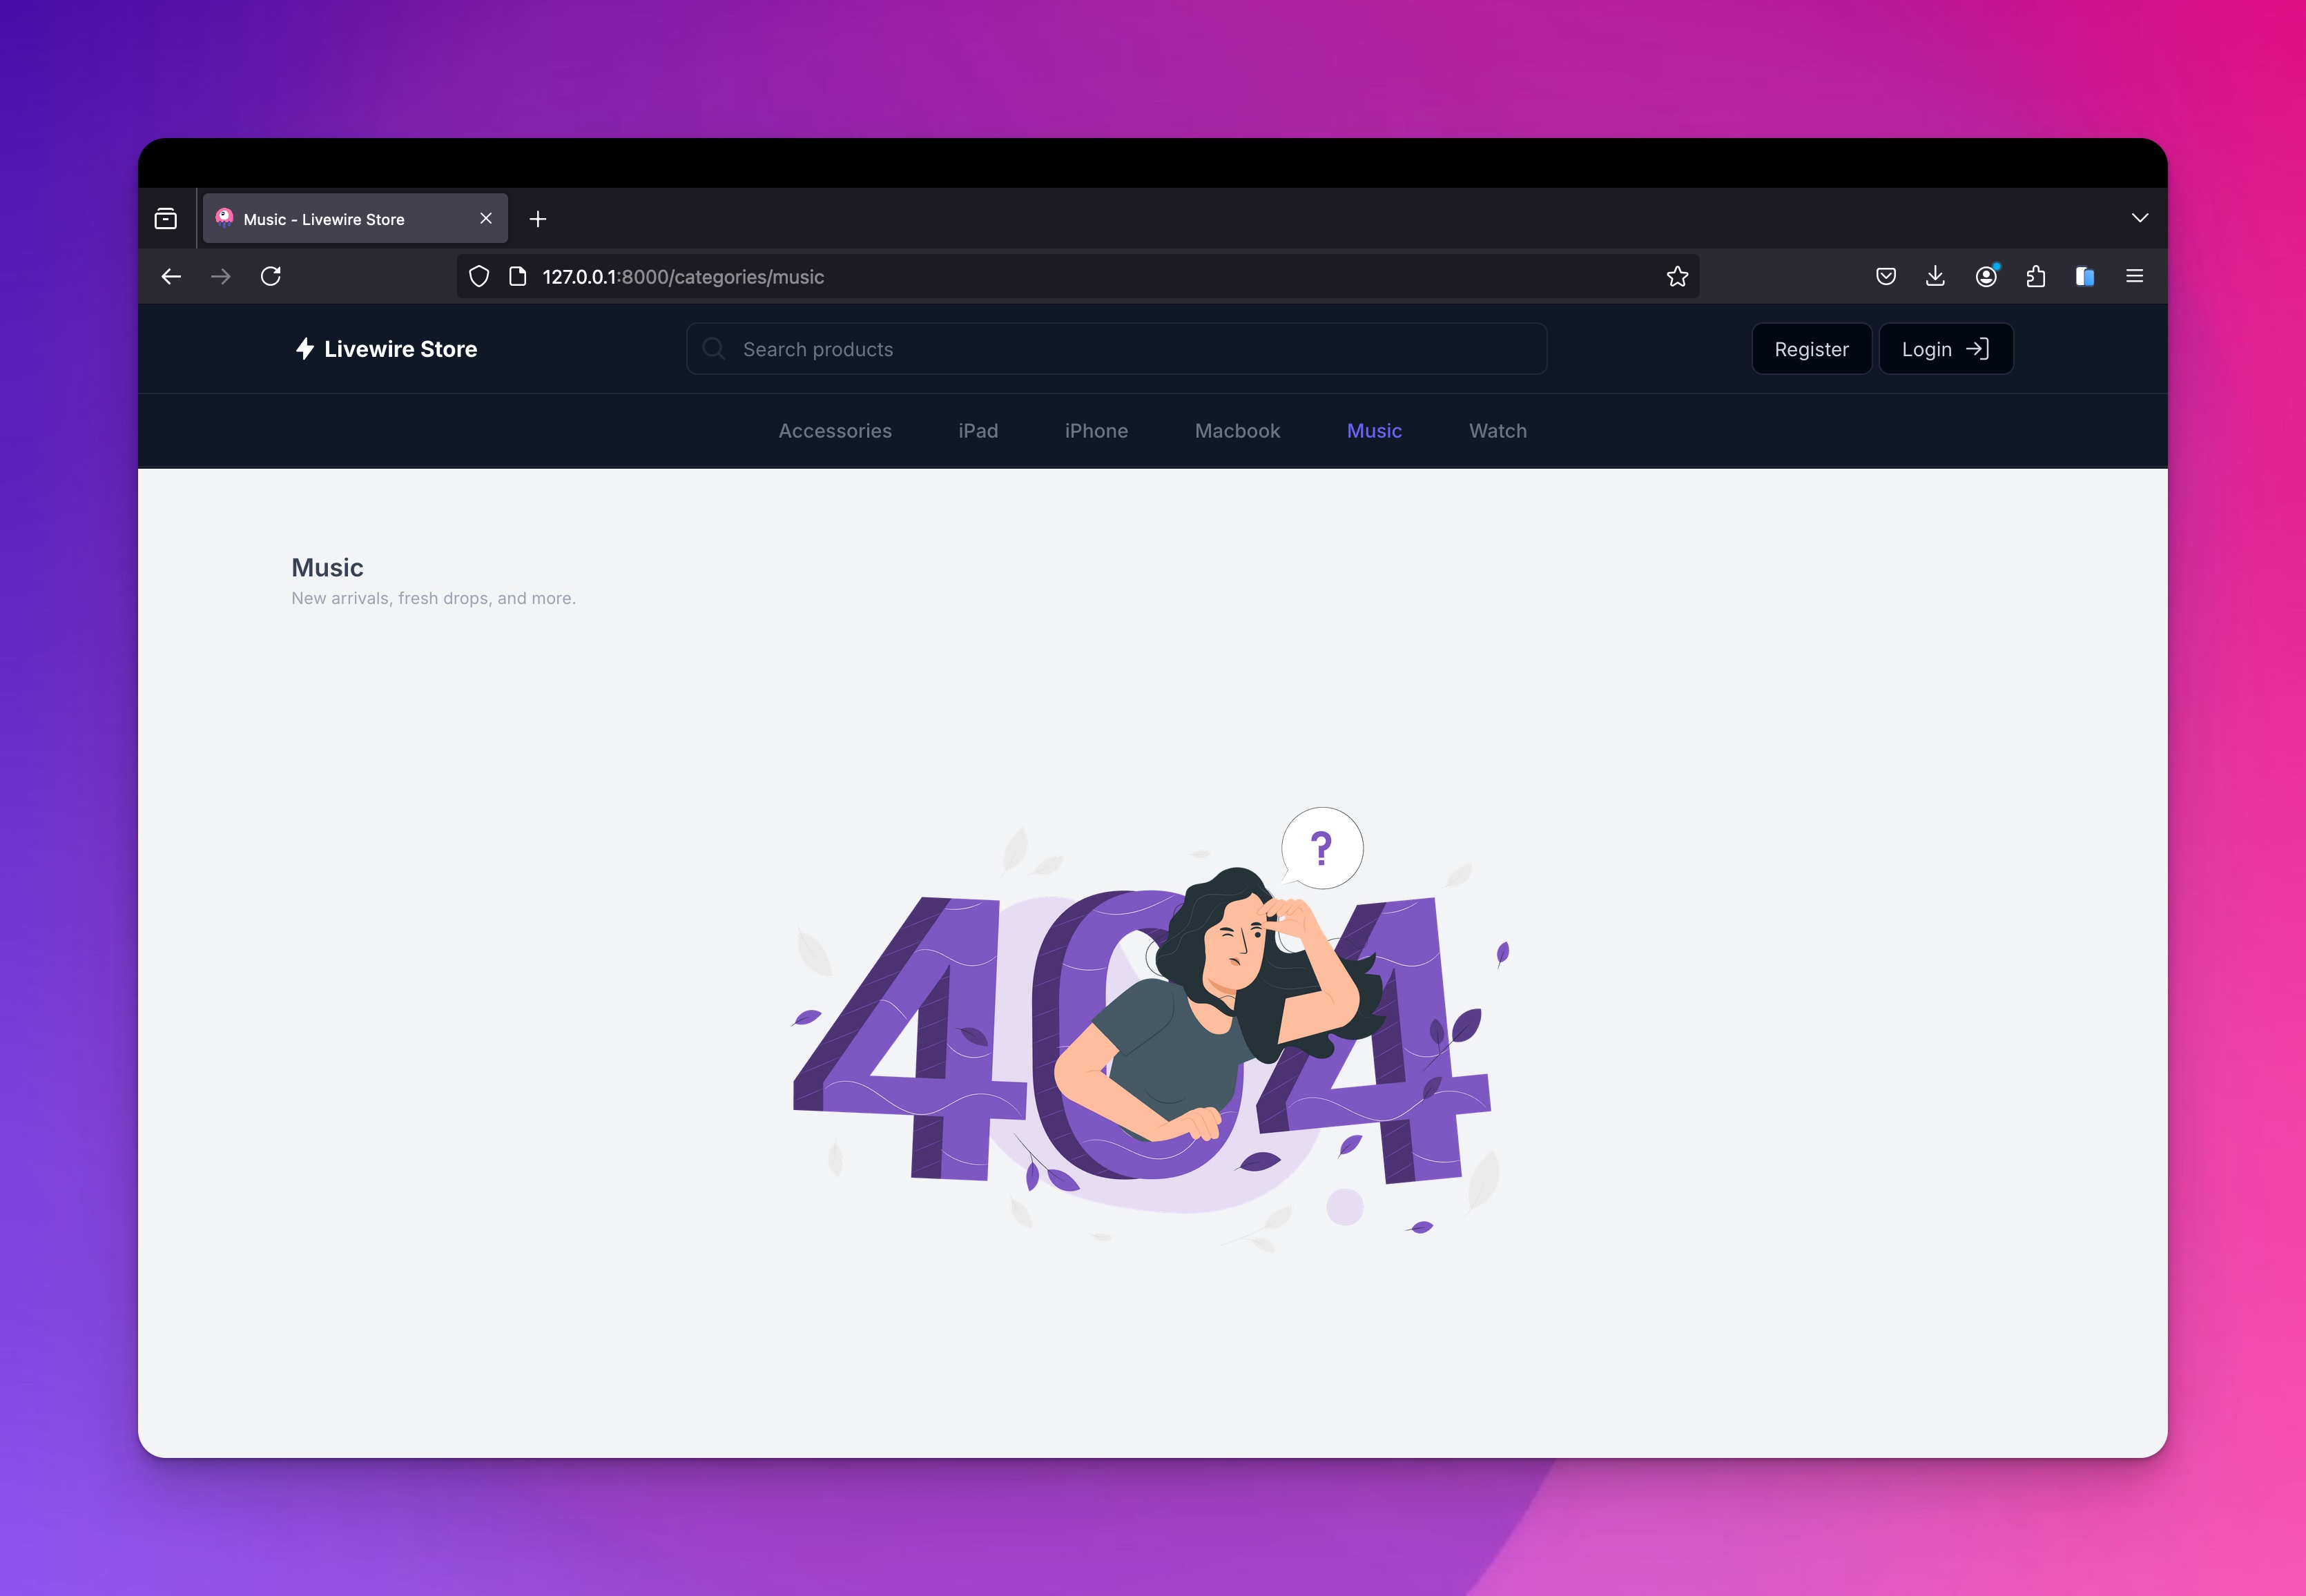 Music - Livewire Store
127.0.0.1:8000/categories/music
Livewire Store
Search products
Register
Login
Accessories
iPad
iPhone
Macbook
Music
Watch
Music
New arrivals, fresh drops, and more.
?
404